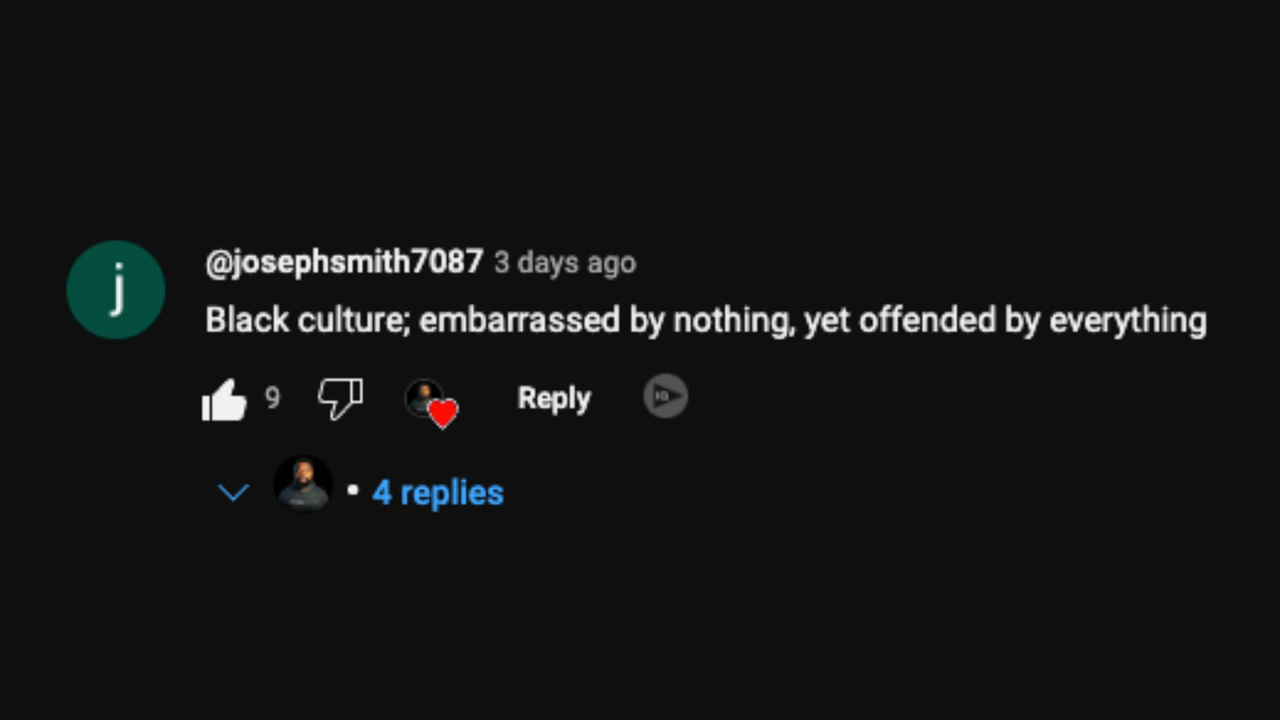 j
@josephsmith7087 3 days ago
Black culture; embarrassed by nothing, yet offended by everything
9 Reply
• 4 replies